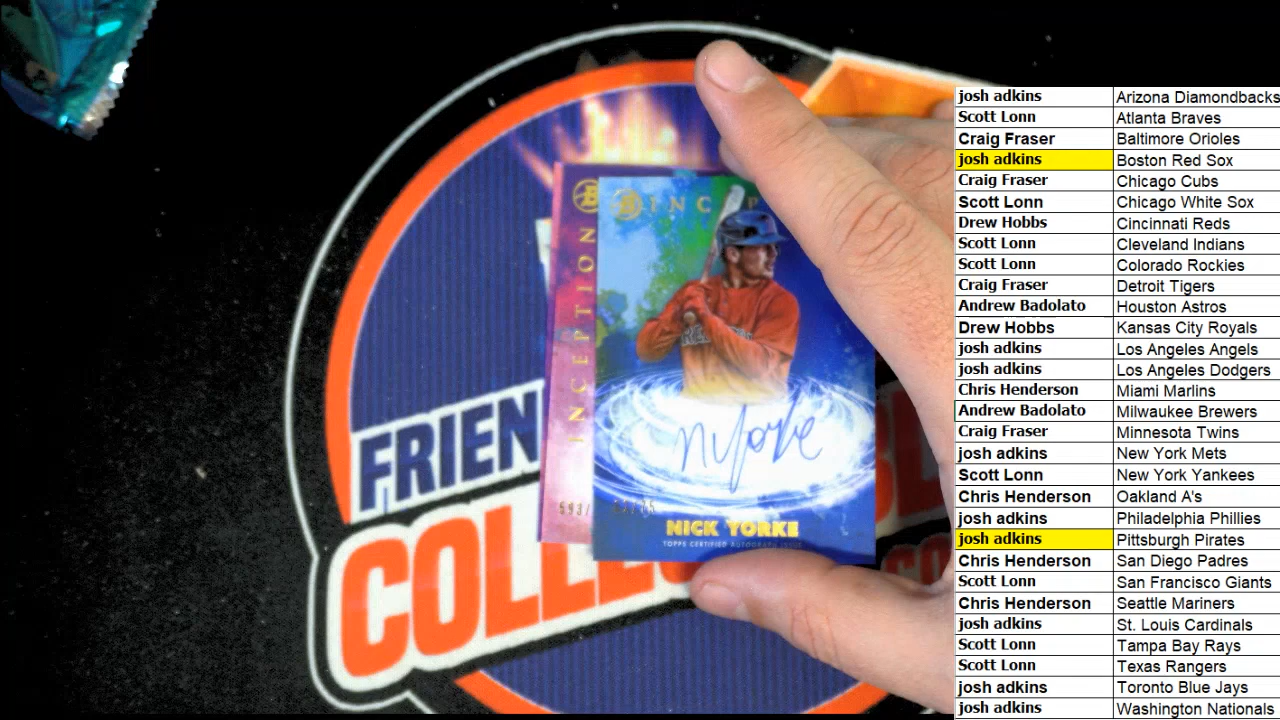 INCEP
INCEPTION
593/
/75
NYorke
NICK YORKE
TOPPS CERTIFIED AUTOGRAPH ISSUE
FRIEN
COLLE
josh adkins Arizona Diamondbacks
Scott Lonn Atlanta Braves
Craig Fraser Baltimore Orioles
josh adkins Boston Red Sox
Craig Fraser Chicago Cubs
Scott Lonn Chicago White Sox
Drew Hobbs Cincinnati Reds
Scott Lonn Cleveland Indians
Scott Lonn Colorado Rockies
Craig Fraser Detroit Tigers
Andrew Badolato Houston Astros
Drew Hobbs Kansas City Royals
josh adkins Los Angeles Angels
josh adkins Los Angeles Dodgers
Chris Henderson Miami Marlins
Andrew Badolato Milwaukee Brewers
Craig Fraser Minnesota Twins
josh adkins New York Mets
Scott Lonn New York Yankees
Chris Henderson Oakland A's
josh adkins Philadelphia Phillies
josh adkins Pittsburgh Pirates
Chris Henderson San Diego Padres
Scott Lonn San Francisco Giants
Chris Henderson Seattle Mariners
josh adkins St. Louis Cardinals
Scott Lonn Tampa Bay Rays
Scott Lonn Texas Rangers
josh adkins Toronto Blue Jays
josh adkins Washington Nationals